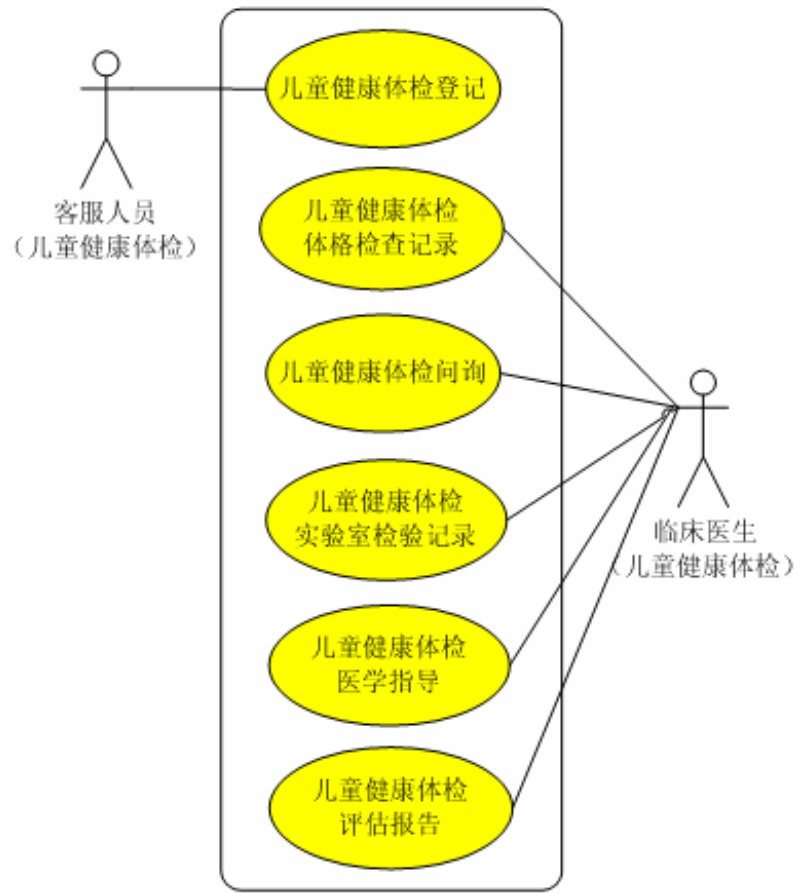 儿童健康体检登记
客服人员
（儿童健康体检）
儿童健康体检
体格检查记录
儿童健康体检问询
儿童健康体检
实验室检验记录
临床医生
（儿童健康体检）
儿童健康体检
医学指导
儿童健康体检
评估报告